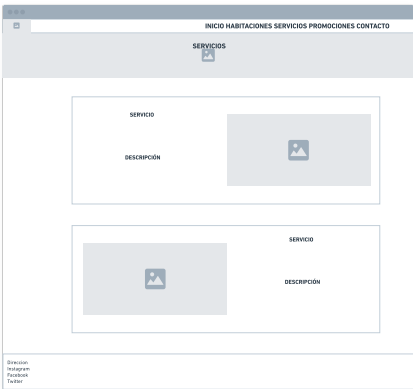 INICIO HABITACIONES SERVICIOS PROMOCIONES CONTACTO
SERVICIOS
SERVICIO
DESCRIPCIÓN
SERVICIO
DESCRIPCIÓN
Direccion
Instagram
Facebook
Twitter